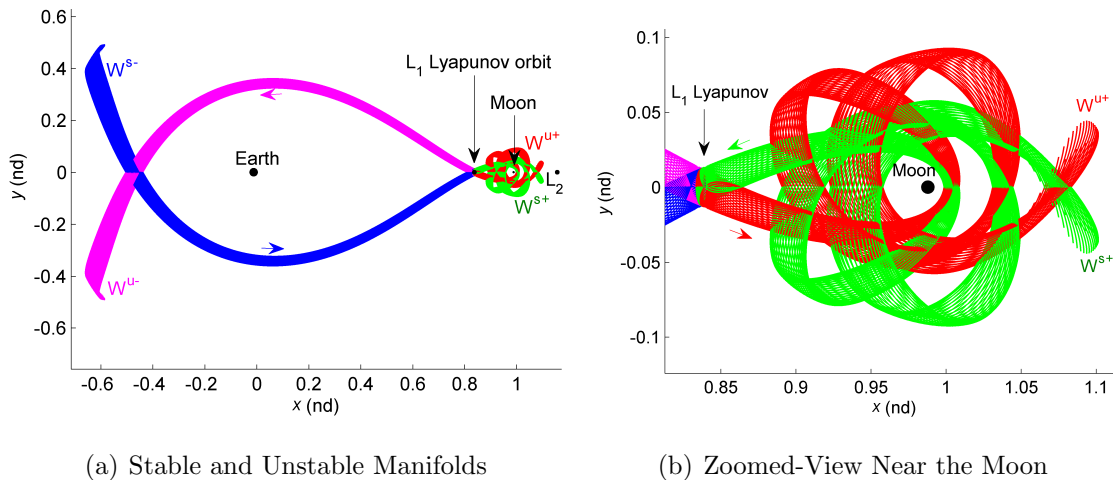 0.6
0.4
0.2
0
-0.2
-0.4
-0.6
y (nd)
W^s-
W^u-
Earth
L₁ Lyapunov orbit
Moon
W^u+
L₂
W^s+
-0.6 -0.4 -0.2 0 0.2 0.4 0.6 0.8 1
x (nd)
(a) Stable and Unstable Manifolds
0.1
0.05
0
-0.05
-0.1
y (nd)
L₁ Lyapunov
Moon
W^u+
W^s+
0.85 0.9 0.95 1 1.05 1.1
x (nd)
(b) Zoomed-View Near the Moon